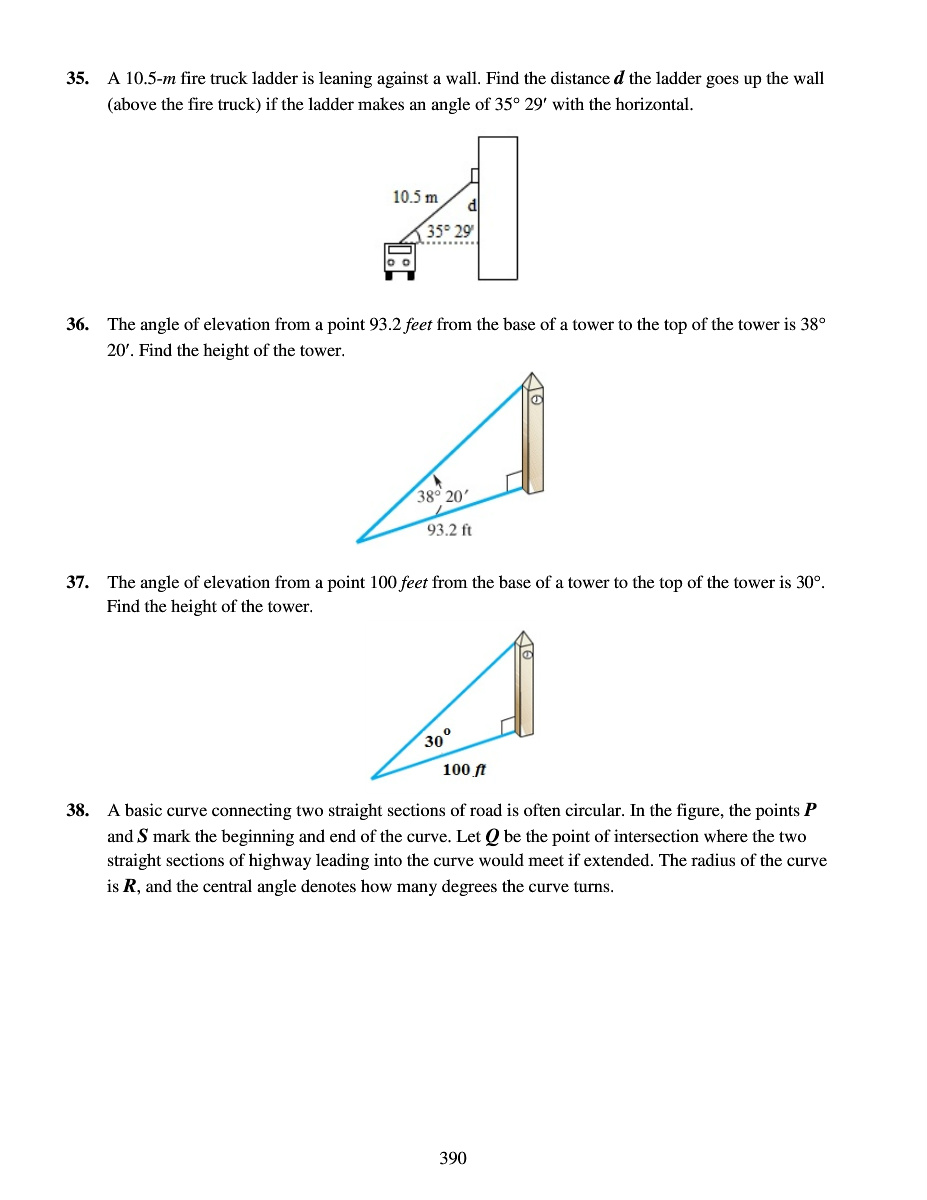 35. A 10.5-m fire truck ladder is leaning against a wall. Find the distance d the ladder goes up the wall
(above the fire truck) if the ladder makes an angle of 35° 29′ with the horizontal.
10.5 m
d
35° 29'
36. The angle of elevation from a point 93.2 feet from the base of a tower to the top of the tower is 38°
20′. Find the height of the tower.
38° 20′
93.2 ft
37. The angle of elevation from a point 100 feet from the base of a tower to the top of the tower is 30°.
Find the height of the tower.
30°
100 ft
38. A basic curve connecting two straight sections of road is often circular. In the figure, the points P
and S mark the beginning and end of the curve. Let Q be the point of intersection where the two
straight sections of highway leading into the curve would meet if extended. The radius of the curve
is R, and the central angle denotes how many degrees the curve turns.
390